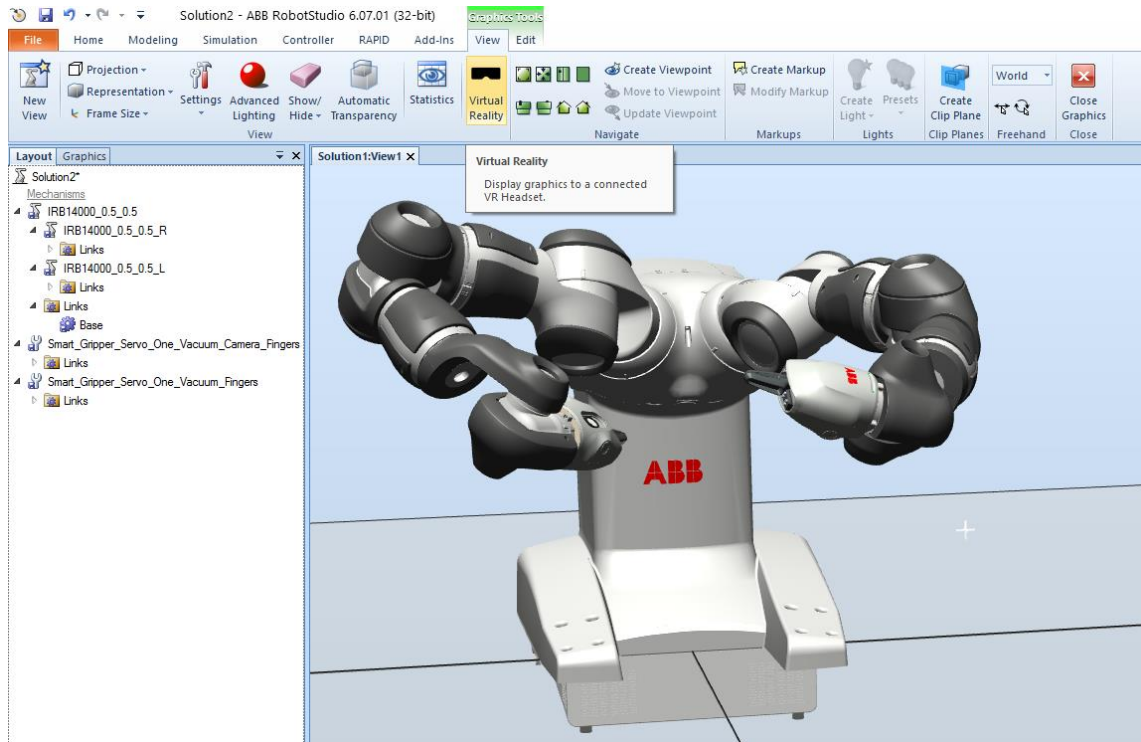 Solution2 - ABB RobotStudio 6.07.01 (32-bit)
Graphics Tools
File Home Modeling Simulation Controller RAPID Add-Ins View Edit
New View
Projection
Representation
Frame Size
Settings
Advanced Lighting
Show/ Hide
Automatic Transparency
View
Statistics
Virtual Reality
Create Viewpoint
Move to Viewpoint
Update Viewpoint
Navigate
Create Markup
Modify Markup
Markups
Create Light
Presets
Lights
Create Clip Plane
Clip Planes
World
Freehand
Close Graphics
Close
Layout Graphics
Solution1:View1
Virtual Reality
Display graphics to a connected
VR Headset.
Solution2*
Mechanisms
IRB14000_0.5_0.5
IRB14000_0.5_0.5_R
Links
IRB14000_0.5_0.5_L
Links
Links
Base
Smart_Gripper_Servo_One_Vacuum_Camera_Fingers
Links
Smart_Gripper_Servo_One_Vacuum_Fingers
Links
ABB
ABB